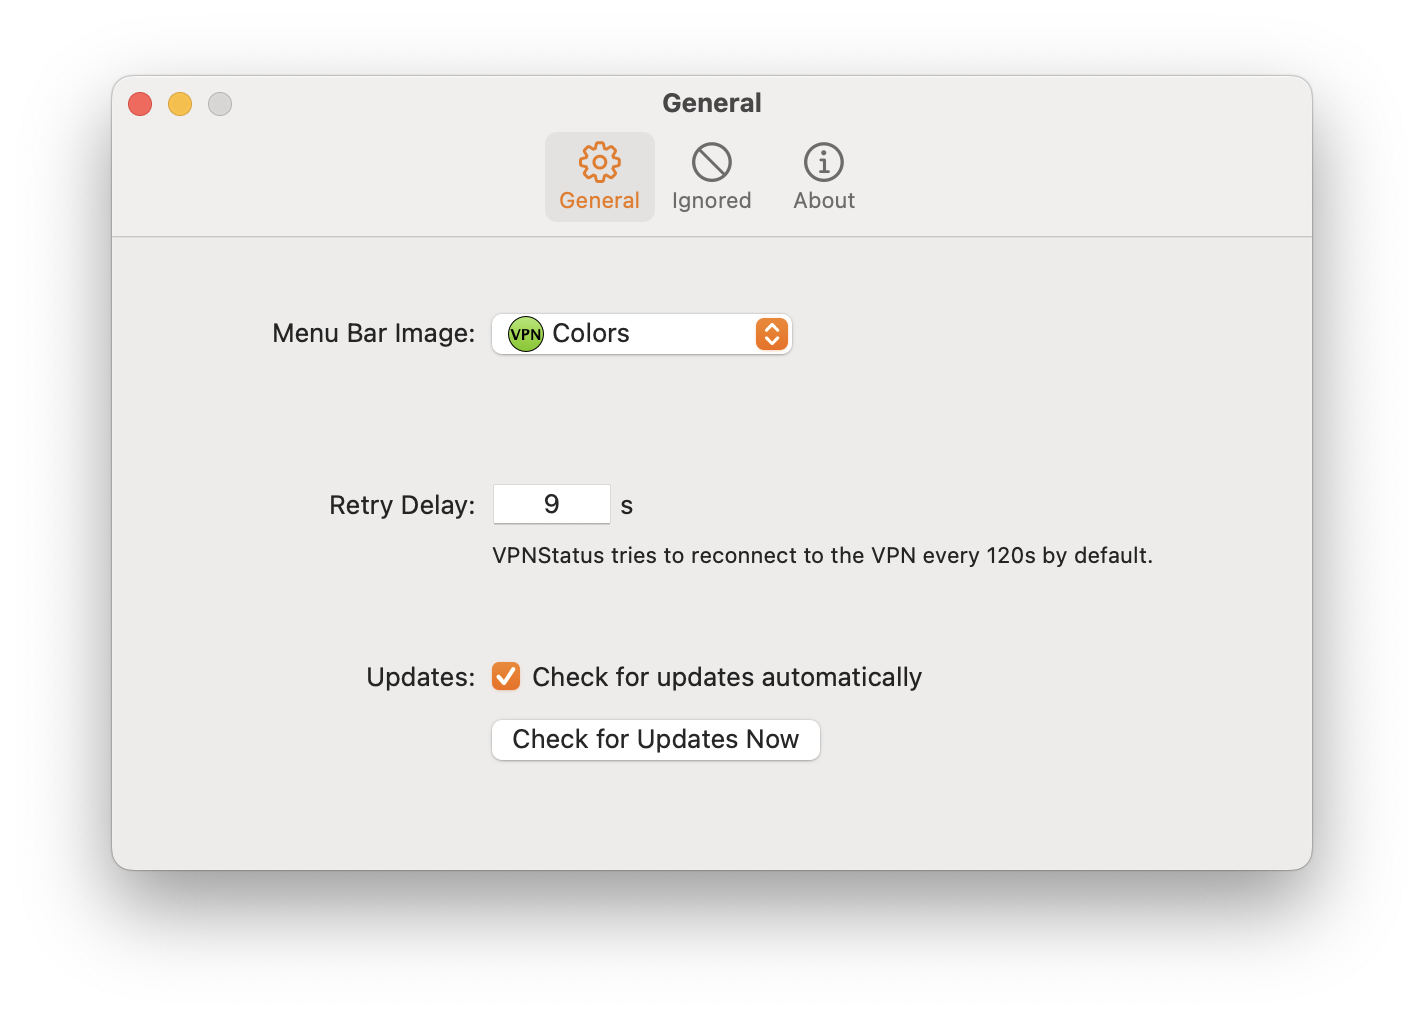 General
General
Ignored
About
Menu Bar Image:
VPN Colors
Retry Delay:
9 s
VPNStatus tries to reconnect to the VPN every 120s by default.
Updates:
Check for updates automatically
Check for Updates Now